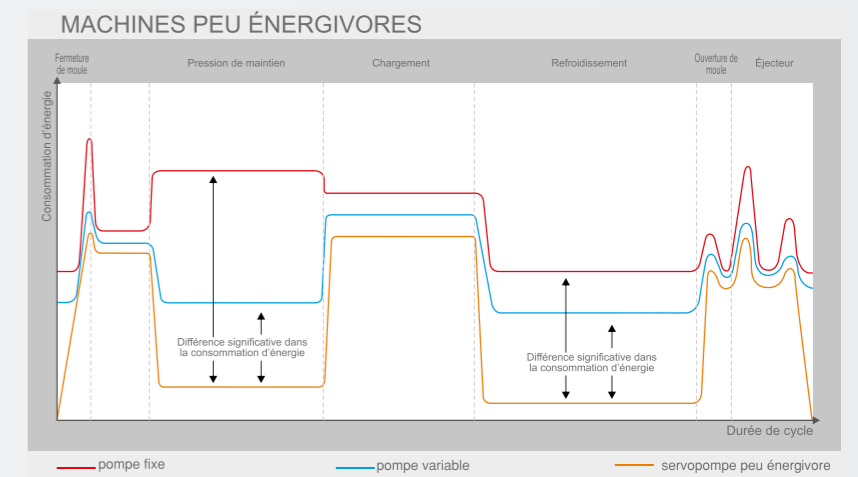 MACHINES PEU ÉNERGIVORES
Fermeture
de moule
Pression de maintien
Chargement
Refroidissement
Ouverture de
moule
Éjecteur
Consommation d'énergie
Différence significative dans
la consommation d'énergie
Différence significative dans
la consommation d'énergie
Durée de cycle
pompe fixe
pompe variable
servopompe peu énergivore